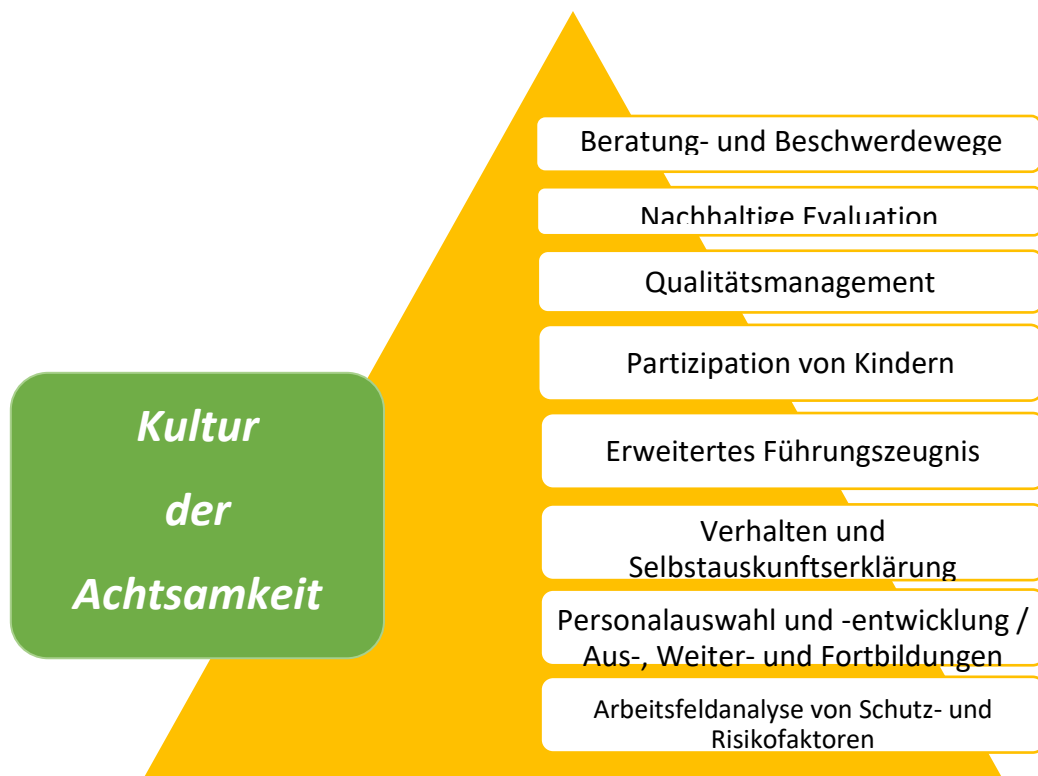 Beratung- und Beschwerdewege
Nachhaltige Evaluation
Qualitätsmanagement
Partizipation von Kindern
Erweitertes Führungszeugnis
Verhalten und
Selbstauskunftserklärung
Personalauswahl und -entwicklung /
Aus-, Weiter- und Fortbildungen
Arbeitsfeldanalyse von Schutz- und
Risikofaktoren
Kultur
der
Achtsamkeit